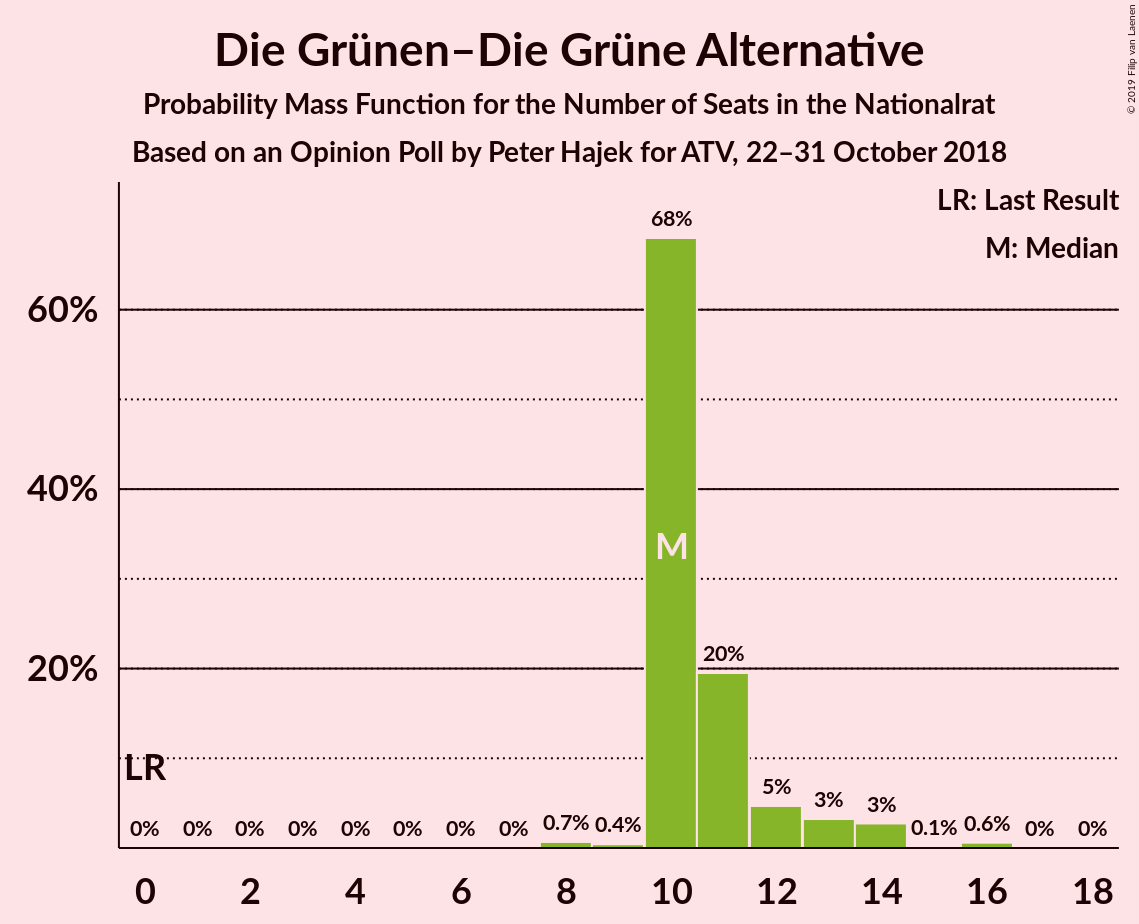 Die Grünen–Die Grüne Alternative
Probability Mass Function for the Number of Seats in the Nationalrat
Based on an Opinion Poll by Peter Hajek for ATV, 22–31 October 2018
© 2019 Filip van Laenen
LR: Last Result
M: Median
68%
60%
40%
M
20%
20%
LR
0% 0% 0% 0% 0% 0% 0% 0% 0.7% 0.4% 5% 3% 3% 0.1% 0.6% 0% 0%
0 2 4 6 8 10 12 14 16 18